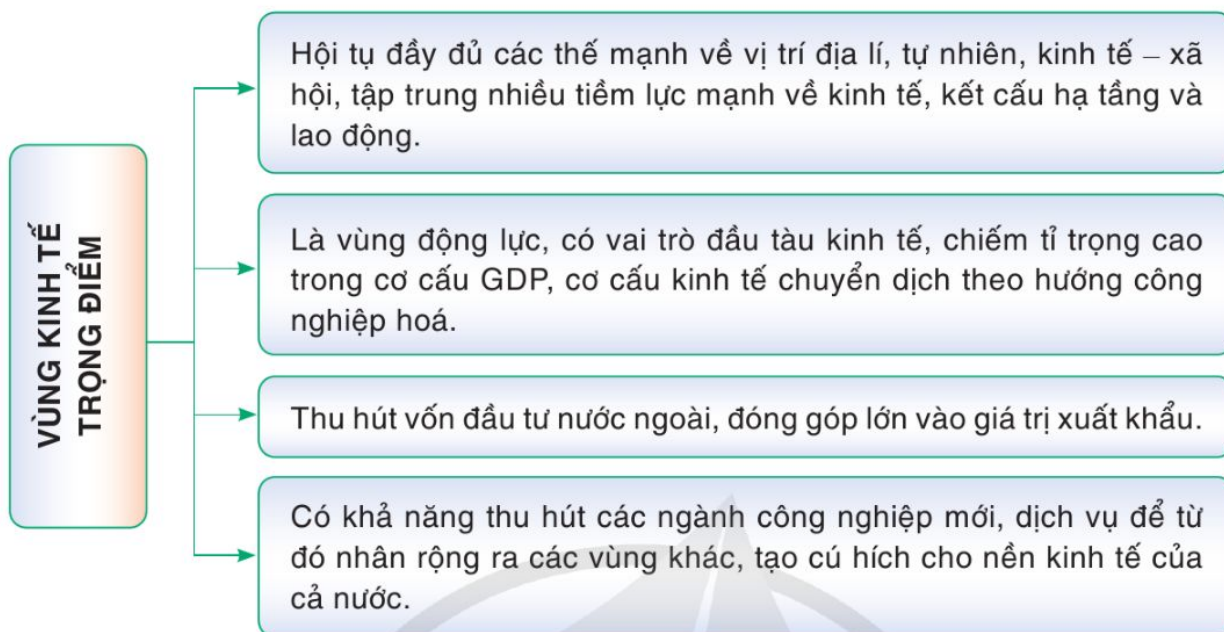 VÙNG KINH TẾ
TRỌNG ĐIỂM
Hội tụ đầy đủ các thế mạnh về vị trí địa lí, tự nhiên, kinh tế – xã
hội, tập trung nhiều tiềm lực mạnh về kinh tế, kết cấu hạ tầng và
lao động.
Là vùng động lực, có vai trò đầu tàu kinh tế, chiếm tỉ trọng cao
trong cơ cấu GDP, cơ cấu kinh tế chuyển dịch theo hướng công
nghiệp hoá.
Thu hút vốn đầu tư nước ngoài, đóng góp lớn vào giá trị xuất khẩu.
Có khả năng thu hút các ngành công nghiệp mới, dịch vụ để từ
đó nhân rộng ra các vùng khác, tạo cú hích cho nền kinh tế của
cả nước.